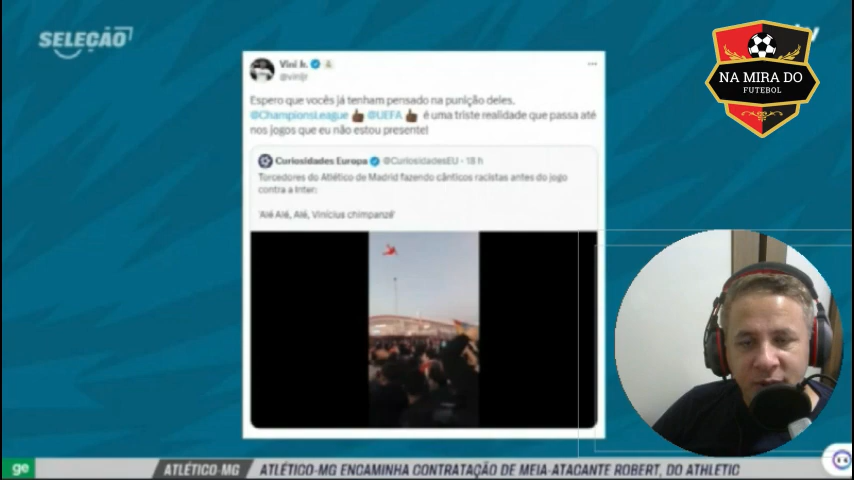 SELEÇÃO
tv
NA MIRA DO
FUTEBOL
Vini Jr.
@vinijr
Espero que vocês já tenham pensado na punição deles.
@ChampionsLeague 👍🏿 @UEFA 👍🏿 é uma triste realidade que passa até
nos jogos que eu não estou presente!
Curiosidades Europa @CuriosidadesEU · 18 h
Torcedores do Atlético de Madrid fazendo cânticos racistas antes do jogo
contra a Inter:
'Alé Alé, Alé, Vinícius chimpanzé'
ge
ATLÉTICO-MG
ATLÉTICO-MG ENCAMINHA CONTRATAÇÃO DE MEIA-ATACANTE ROBERT, DO ATHLETIC